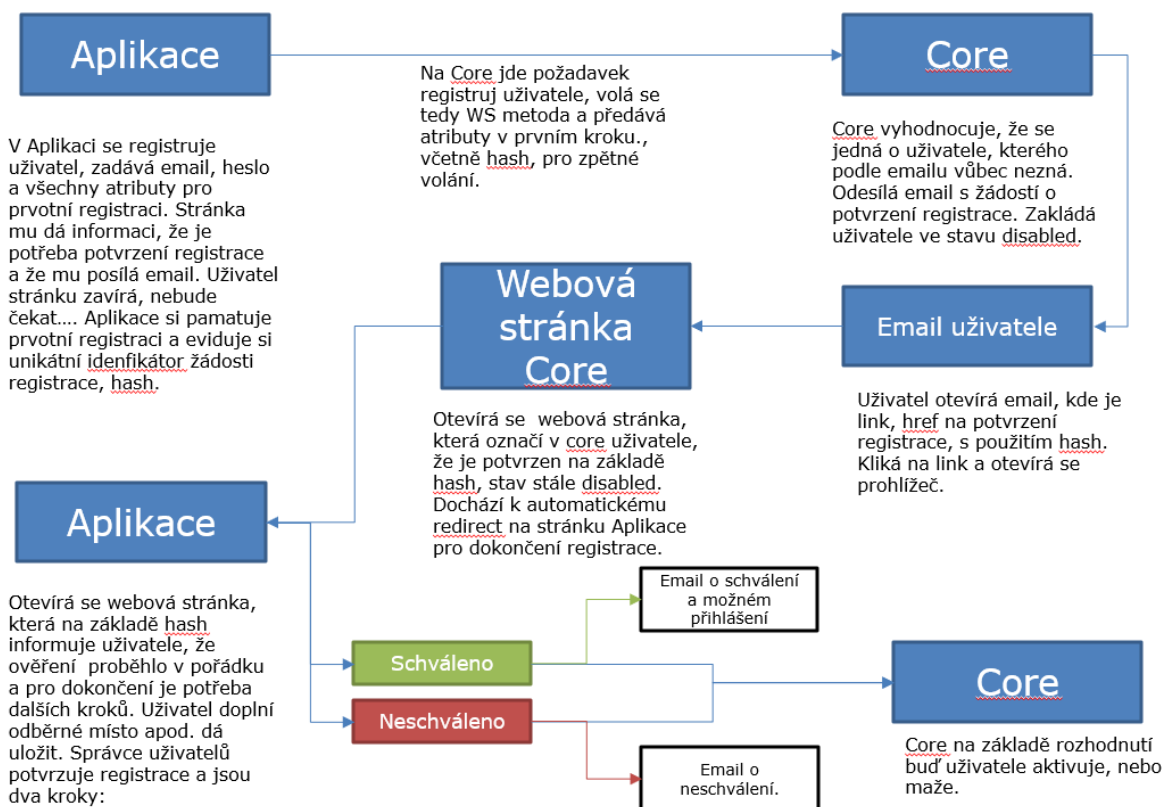 Aplikace
Core
Na Core jde požadavek
registruj uživatele, volá se
tedy WS metoda a předává
atributy v prvním kroku.,
včetně hash, pro zpětné
volání.
V Aplikaci se registruje
uživatel, zadává email, heslo
a všechny atributy pro
prvotní registraci. Stránka
mu dá informaci, že je
potřeba potvrzení registrace
a že mu posílá email. Uživatel
stránku zavírá, nebude
čekat.... Aplikace si pamatuje
prvotní registraci a eviduje si
unikátní idenfikátor žádosti
registrace, hash.
Core vyhodnocuje, že se
jedná o uživatele, kterého
podle emailu vůbec nezná.
Odesílá email s žádostí o
potvrzení registrace. Zakládá
uživatele ve stavu disabled.
Webová
stránka
Core
Email uživatele
Uživatel otevírá email, kde je
link, href na potvrzení
registrace, s použitím hash.
Kliká na link a otevírá se
prohlížeč.
Otevírá se webová stránka,
která označí v core uživatele,
že je potvrzen na základě
hash, stav stále disabled.
Dochází k automatickému
redirect na stránku Aplikace
pro dokončení registrace.
Aplikace
Otevírá se webová stránka,
která na základě hash
informuje uživatele, že
ověření proběhlo v pořádku
a pro dokončení je potřeba
dalších kroků. Uživatel doplní
odběrné místo apod. dá
uložit. Správce uživatelů
potvrzuje registrace a jsou
dva kroky:
Email o schválení
a možném
přihlášení
Schváleno
Neschváleno
Email o
neschválení.
Core
Core na základě rozhodnutí
buď uživatele aktivuje, nebo
maže.